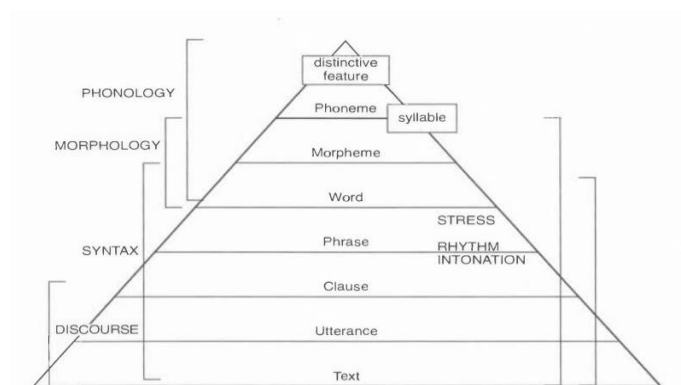 distinctive
feature
PHONOLOGY
Phoneme
syllable
MORPHOLOGY
Morpheme
Word
STRESS
SYNTAX
Phrase
RHYTHM
INTONATION
Clause
DISCOURSE
Utterance
Text